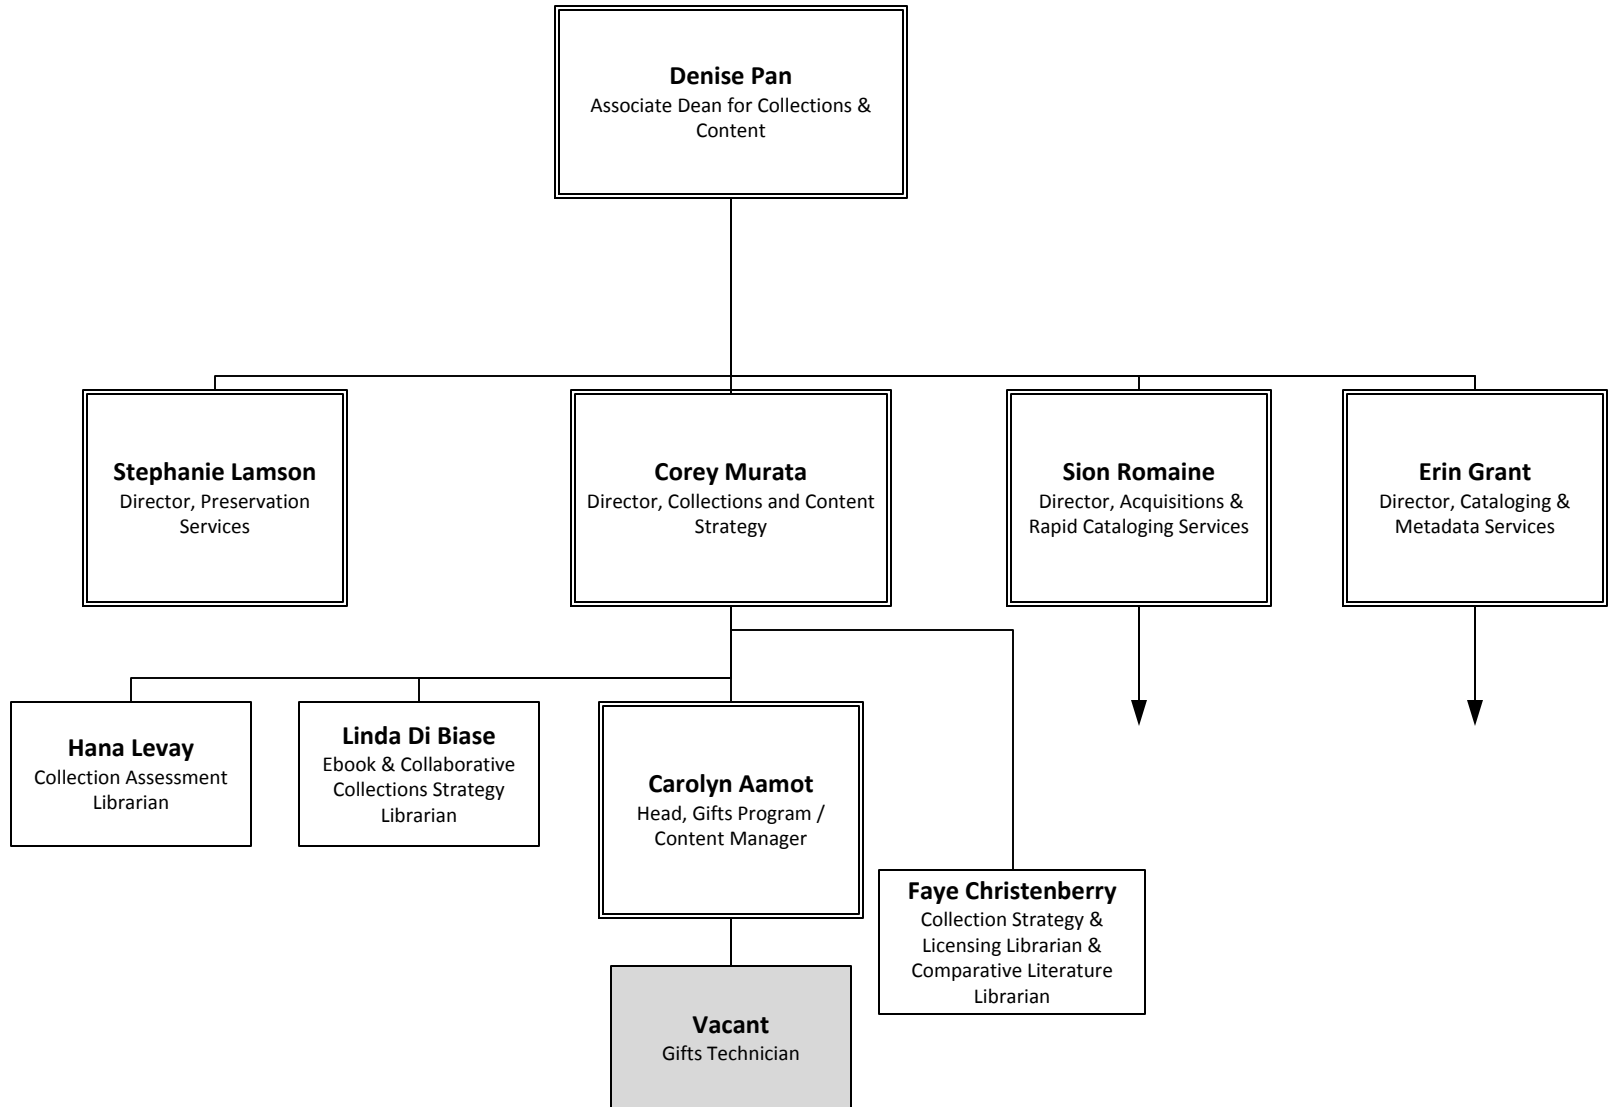 Denise Pan
Associate Dean for Collections &
Content
Stephanie Lamson
Director, Preservation
Services
Corey Murata
Director, Collections and Content
Strategy
Sion Romaine
Director, Acquisitions &
Rapid Cataloging Services
Erin Grant
Director, Cataloging &
Metadata Services
Hana Levay
Collection Assessment
Librarian
Linda Di Biase
Ebook & Collaborative
Collections Strategy
Librarian
Carolyn Aamot
Head, Gifts Program /
Content Manager
Faye Christenberry
Collection Strategy &
Licensing Librarian &
Comparative Literature
Librarian
Vacant
Gifts Technician